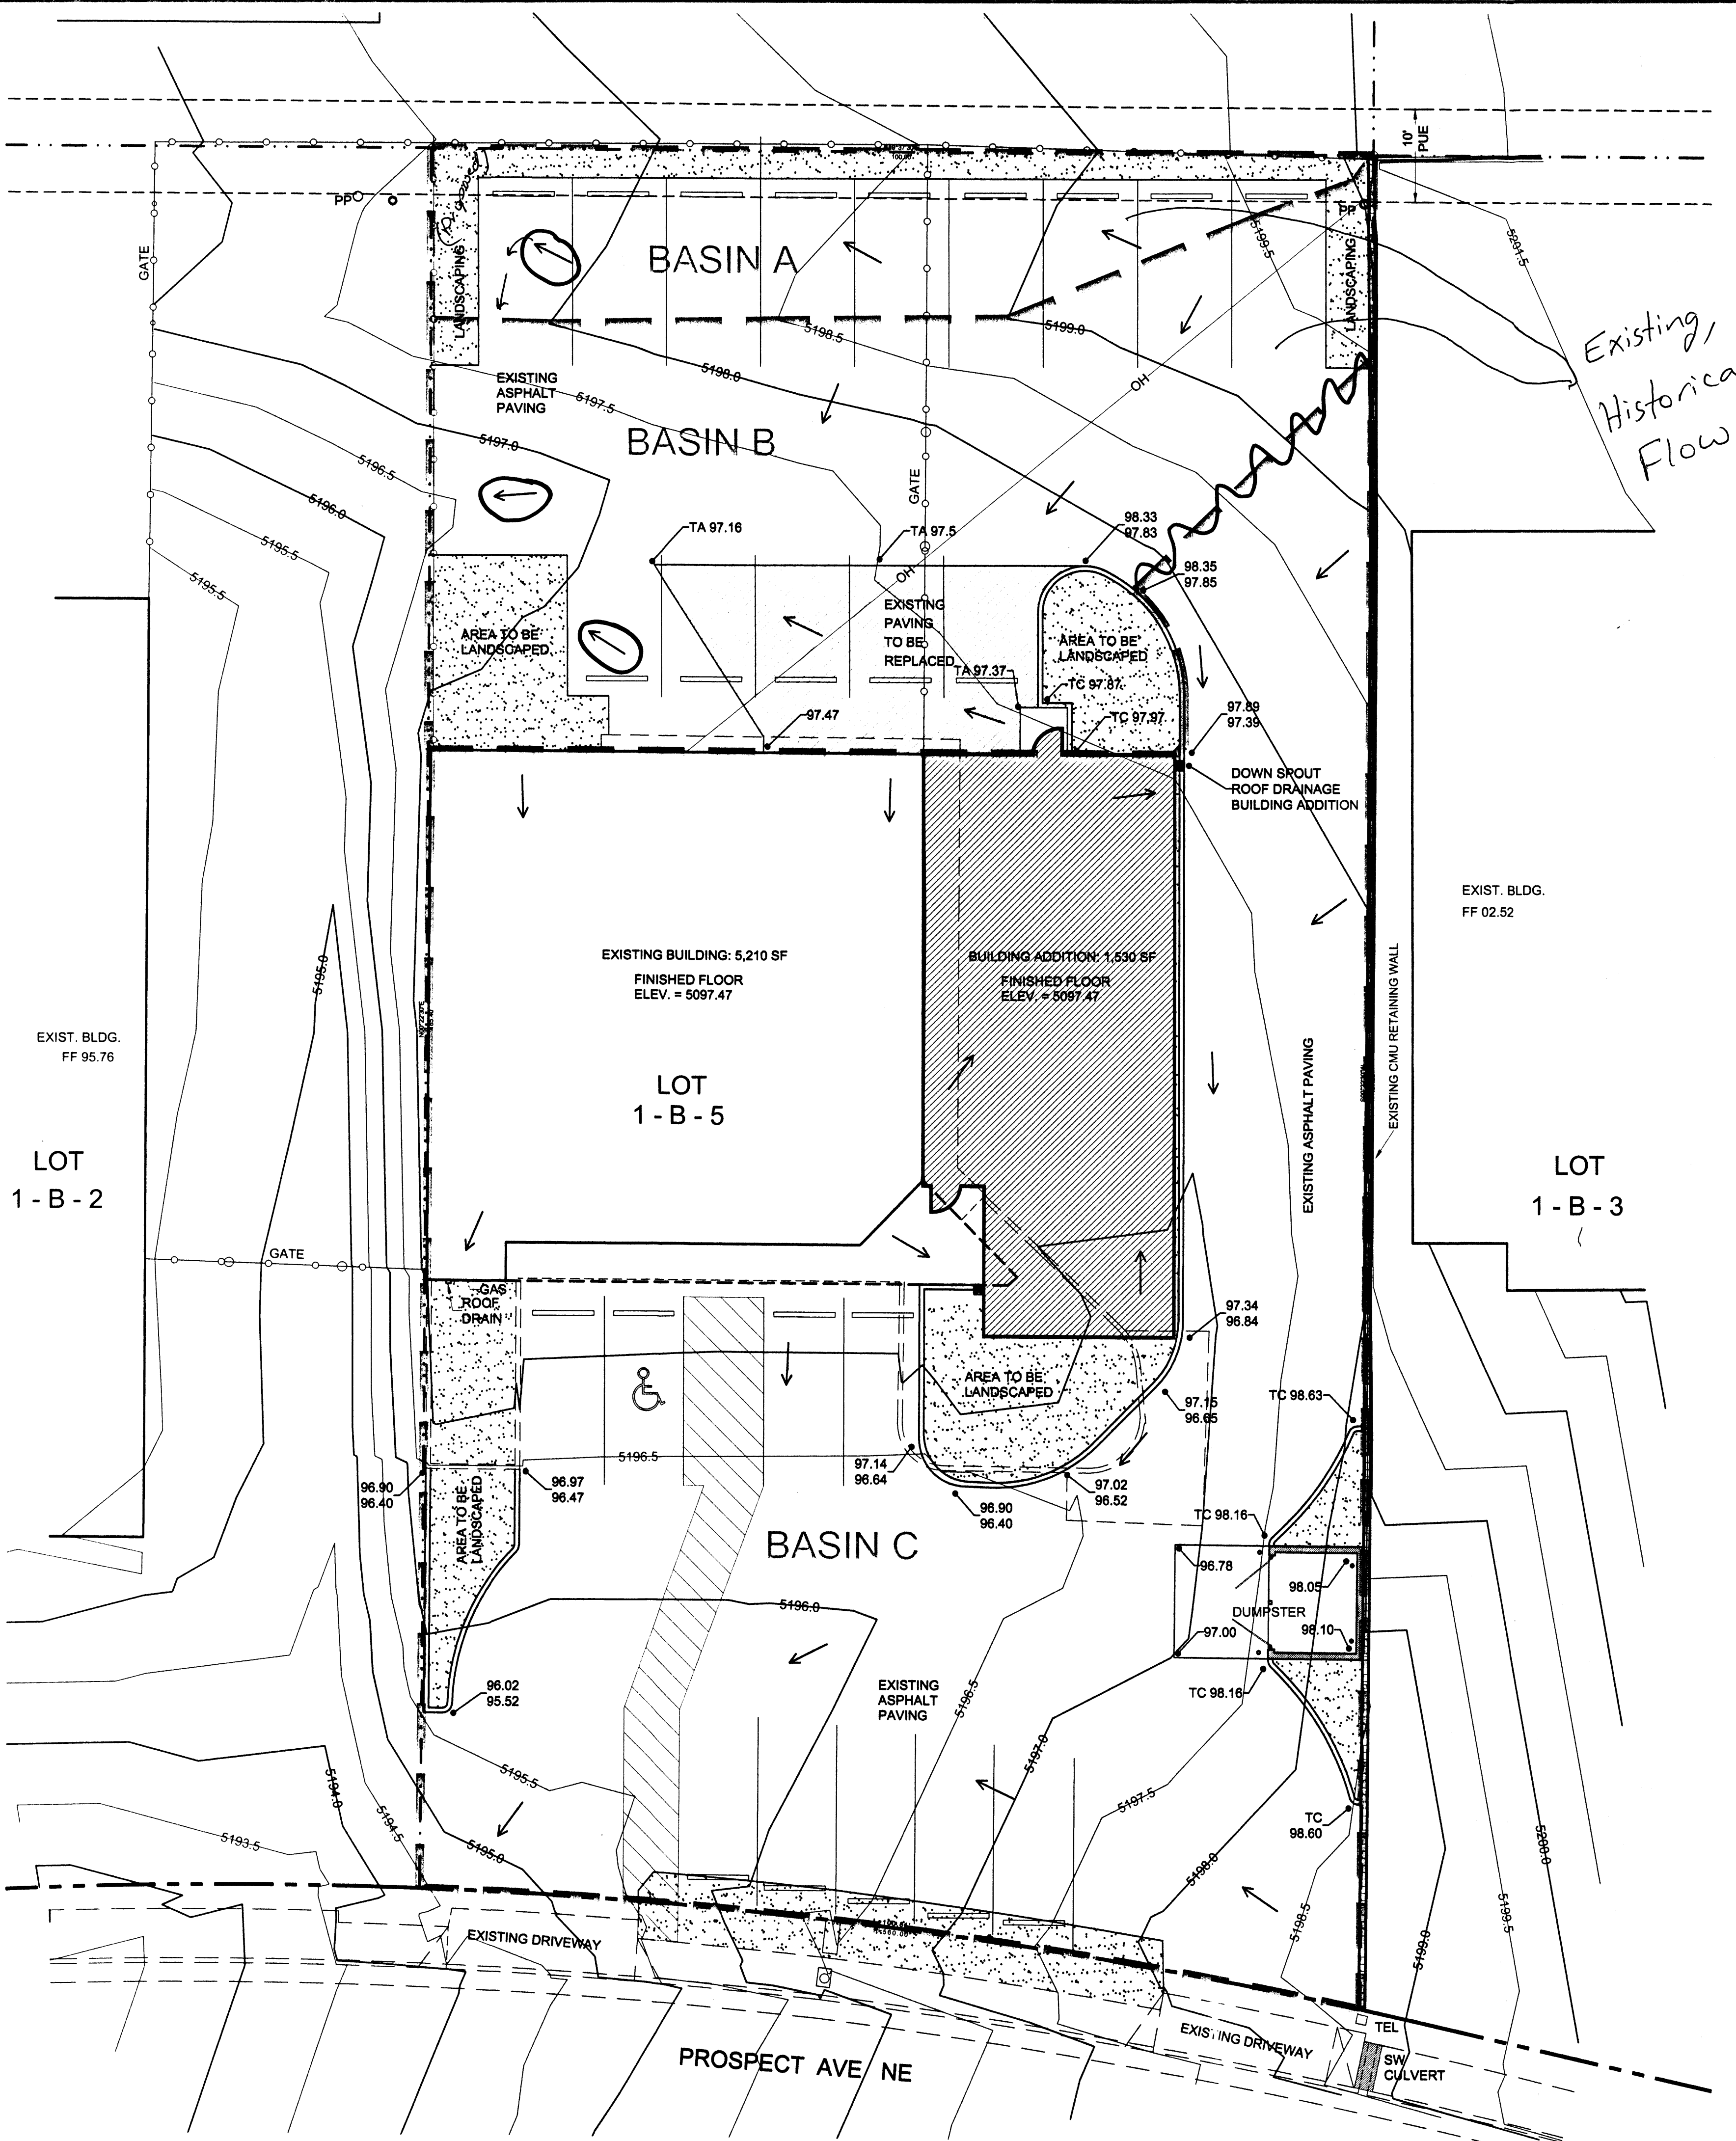 10'
PUE
PP
PP
GATE
LANDSCAPING
BASIN A
5199.5
LANDSCAPING
5201.5
5198.5
5199.0
Existing,
Historica
Flow
EXISTING
ASPHALT
PAVING
5198.0
5197.5
OH
BASIN B
5197.0
5196.5
5196.0
5195.5
5195.5
GATE
TA 97.16
TA 97.5
98.33
97.83
98.35
97.85
OH
EXISTING
PAVING
TO BE
REPLACED
AREA TO BE
LANDSCAPED
AREA TO BE
LANDSCAPED
TA 97.37
TC 97.87
TC 97.97
97.47
97.89
97.39
DOWN SPOUT
ROOF DRAINAGE
BUILDING ADDITION
EXIST. BLDG.
FF 02.52
EXISTING BUILDING: 5,210 SF
FINISHED FLOOR
ELEV. = 5097.47
BUILDING ADDITION: 1,530 SF
FINISHED FLOOR
ELEV. = 5097.47
5195.0
EXIST. BLDG.
FF 95.76
EXISTING CMU RETAINING WALL
EXISTING ASPHALT PAVING
LOT
1 - B - 5
LOT
1 - B - 2
LOT
1 - B - 3
GATE
GAS
ROOF
DRAIN
97.34
96.84
AREA TO BE
LANDSCAPED
97.15
96.65
TC 98.63
5196.5
97.14
96.64
96.90
96.40
96.97
96.47
97.02
96.52
96.90
96.40
AREA TO BE
LANDSCAPED
TC 98.16
BASIN C
96.78
98.05
DUMPSTER
5196.0
97.00
98.10
96.02
95.52
EXISTING
ASPHALT
PAVING
5196.5
TC 98.16
5197.0
5195.5
5197.5
TC
98.60
5194.0
5194.5
5193.5
5195.0
5198.0
5200.0
5198.5
5199.5
5199.0
EXISTING DRIVEWAY
EXISTING DRIVEWAY
TEL
SW
CULVERT
PROSPECT AVE NE